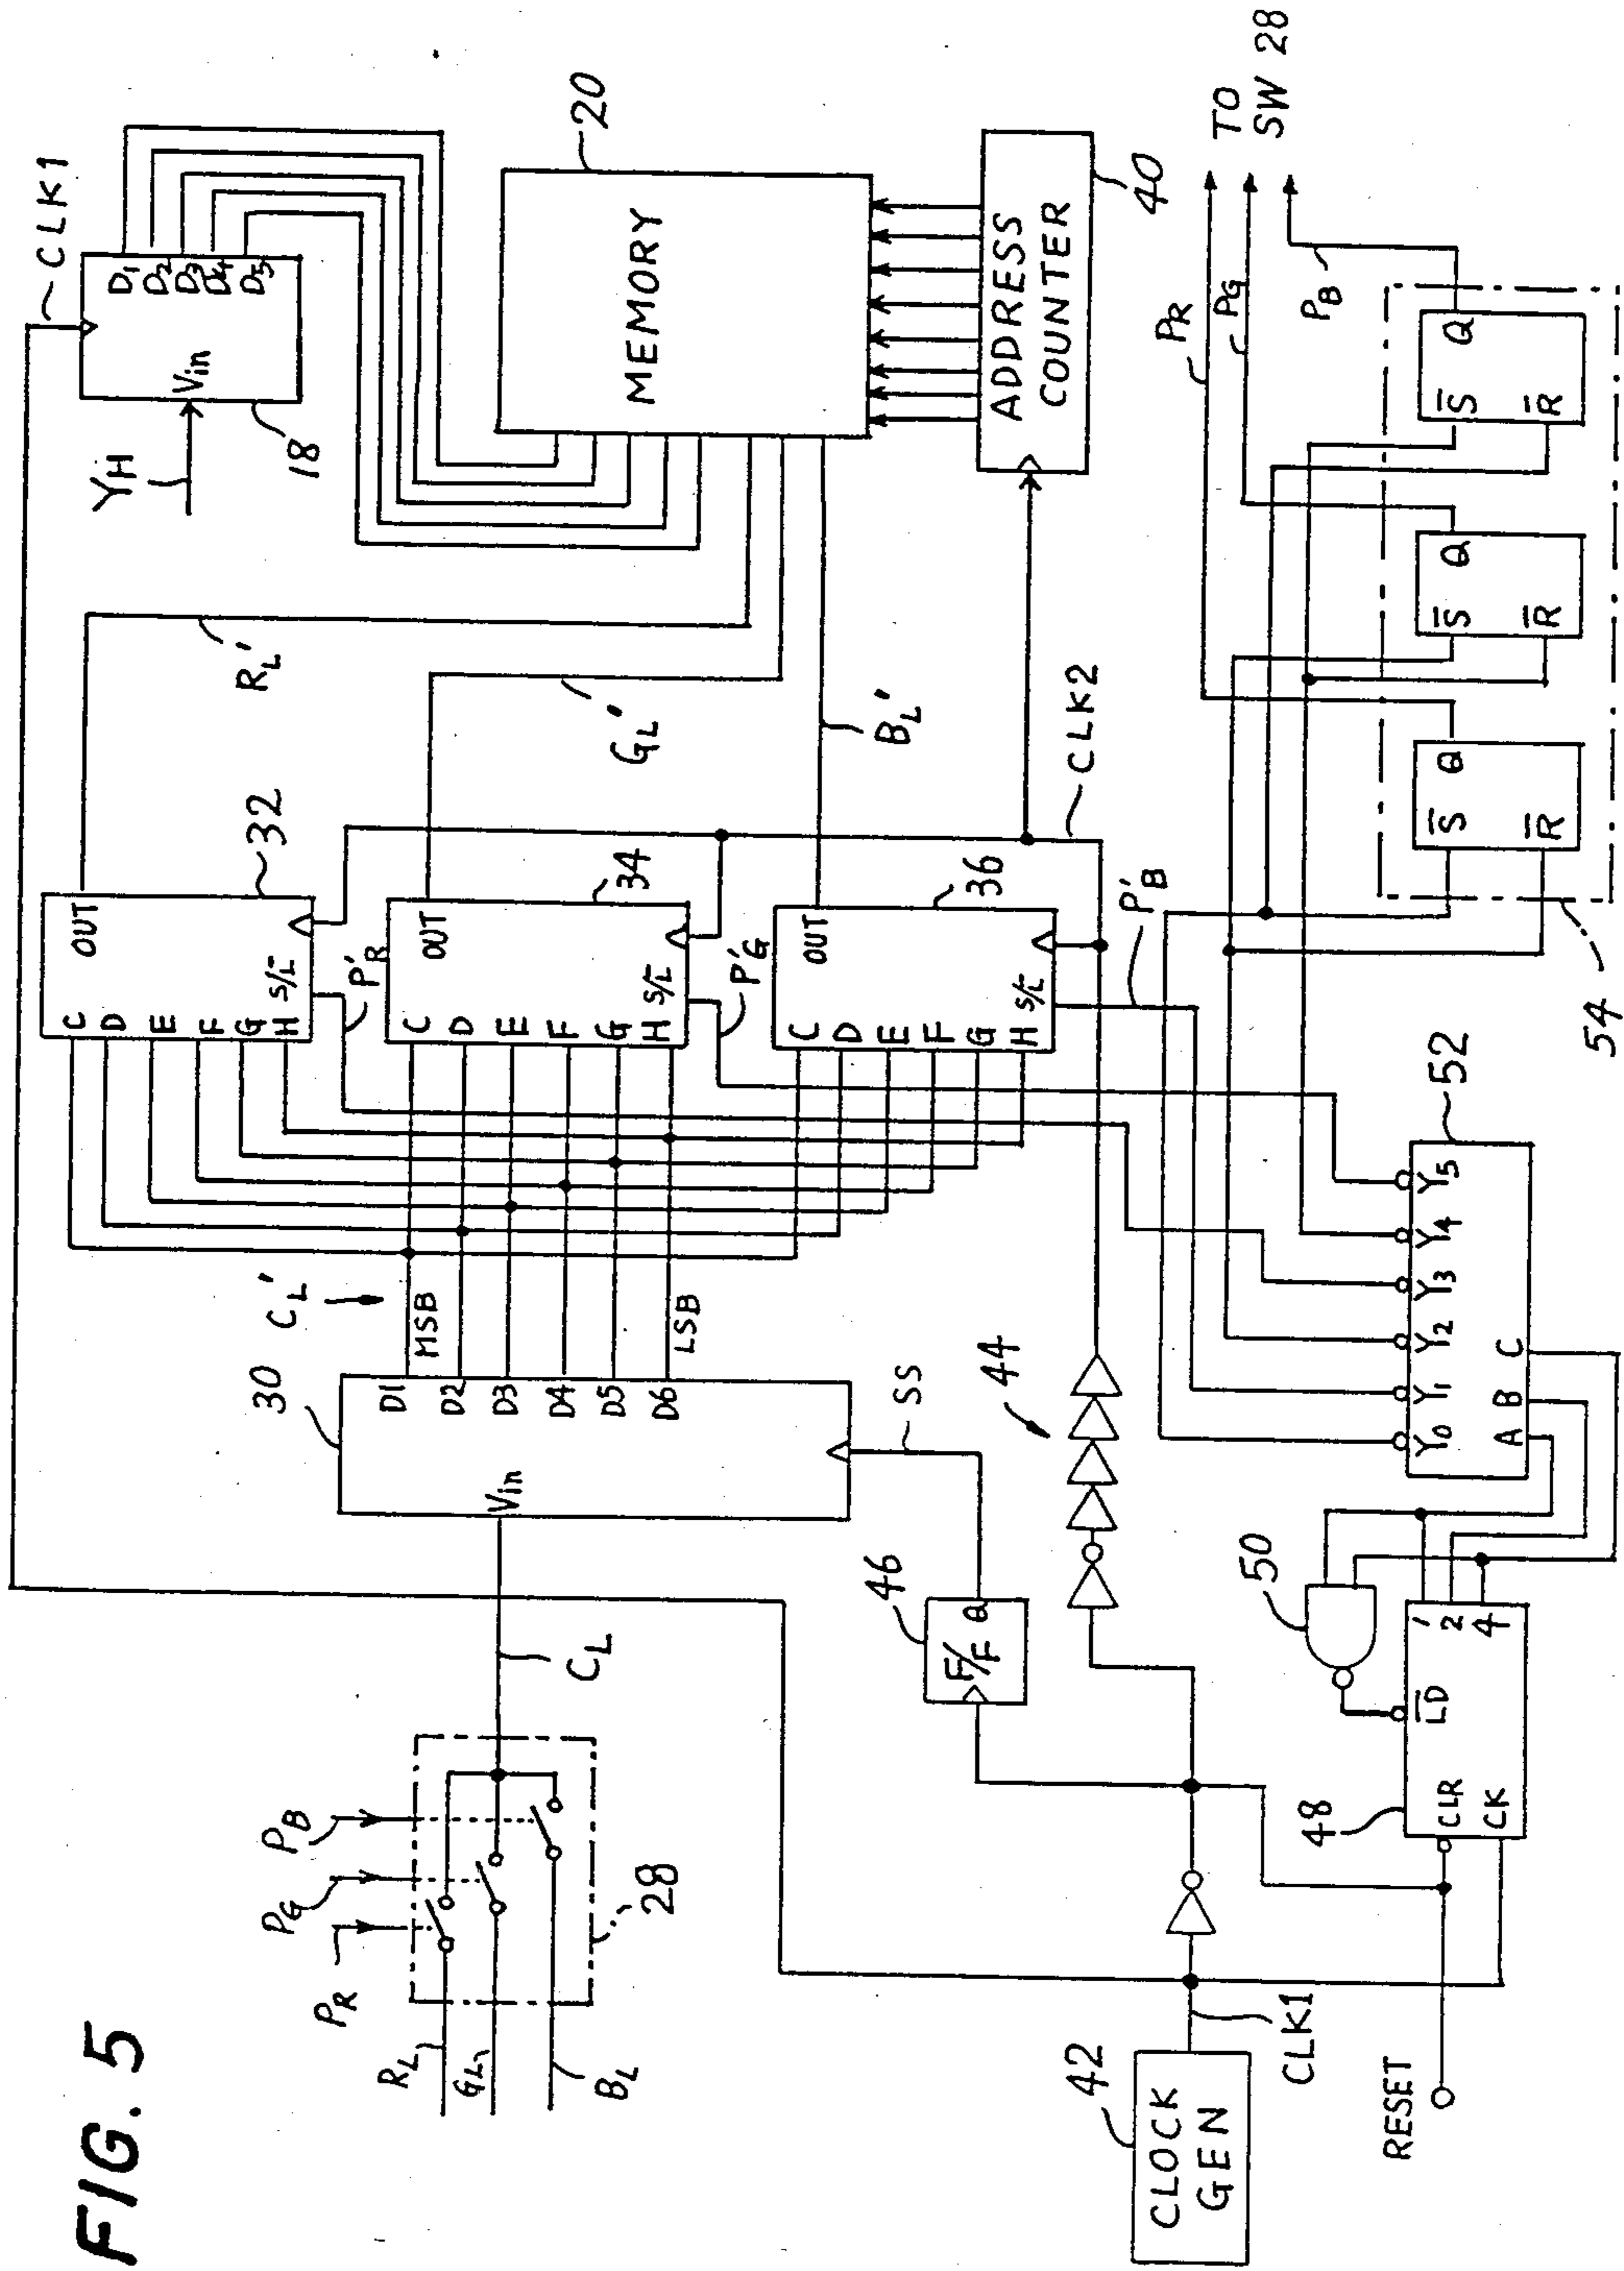 FIG. 5
PR
PG
PB
RL
GL
BL
28
CL
30
Vin
D1
D2
D3
D4
D5
D6
MSB
LSB
CL'
SS
C
D
E
F
G
H
OUT
S/L̅
32
P'R
C
D
E
F
G
H
OUT
S/L̅
34
P'G
C
D
E
F
G
H
OUT
S/L̅
36
P'B
RL'
GL'
BL'
CLK2
YH
Vin
18
CLK1
D1
D2
D3
D4
D5
MEMORY
20
ADDRESS
COUNTER
40
42
CLOCK
GEN
CLK1
RESET
46
F/F
Q
44
48
CLR
CK
L̅D̅
1
2
4
50
52
Y0
Y1
Y2
Y3
Y4
Y5
A
B
C
54
S̅
R̅
Q
S̅
R̅
Q
S̅
R̅
Q
PR
PG
PB
TO
SW 28